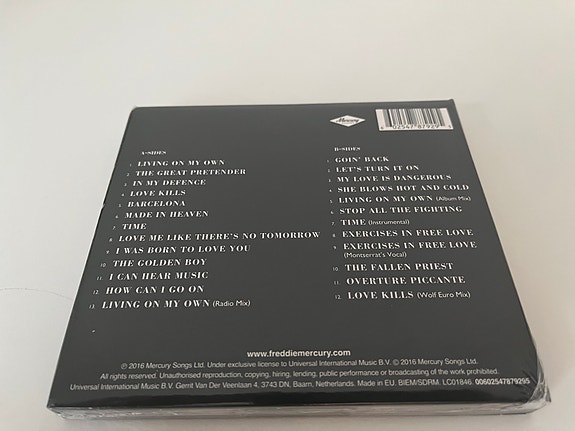 Mercury
6 02547 87929 5
A-SIDES
1. LIVING ON MY OWN
2. THE GREAT PRETENDER
3. IN MY DEFENCE
4. LOVE KILLS
5. BARCELONA
6. MADE IN HEAVEN
7. TIME
8. LOVE ME LIKE THERE'S NO TOMORROW
9. I WAS BORN TO LOVE YOU
10. THE GOLDEN BOY
11. I CAN HEAR MUSIC
12. HOW CAN I GO ON
13. LIVING ON MY OWN (Radio Mix)
B-SIDES
1. GOIN' BACK
2. LET'S TURN IT ON
3. MY LOVE IS DANGEROUS
4. SHE BLOWS HOT AND COLD
5. LIVING ON MY OWN (Album Mix)
6. STOP ALL THE FIGHTING
7. TIME (Instrumental)
8. EXERCISES IN FREE LOVE
9. EXERCISES IN FREE LOVE
(Montserrat's Vocal)
10. THE FALLEN PRIEST
11. OVERTURE PICCANTE
12. LOVE KILLS (Wolf Euro Mix)
www.freddiemercury.com
℗ 2016 Mercury Songs Ltd. Under exclusive license to Universal International Music B.V. © 2016 Mercury Songs Ltd.
All rights reserved. Unauthorised reproduction, copying, hiring, lending, public performance or broadcasting of the work prohibited.
Universal International Music B.V. Gerrit Van Der Veenlaan 4, 3743 DN, Baarn, Netherlands. Made in EU. BIEM/SDRM. LC01846. 00602547879295